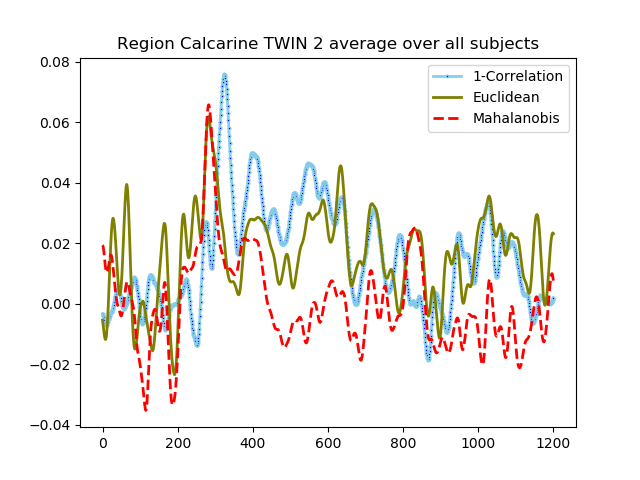 Region Calcarine TWIN 2 average over all subjects
1-Correlation
Euclidean
Mahalanobis
0.08
0.06
0.04
0.02
0.00
−0.02
−0.04
0 200 400 600 800 1000 1200